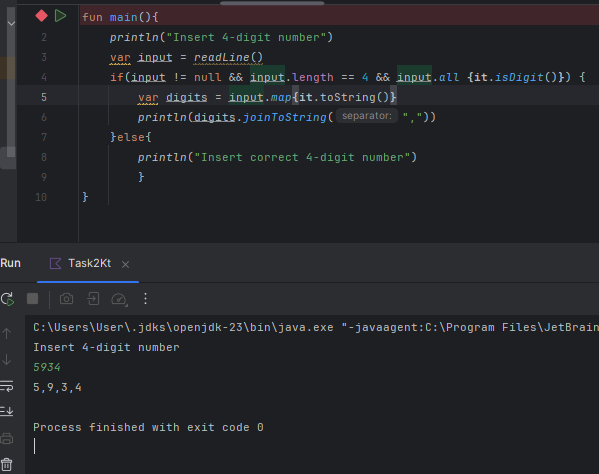 fun main(){
2 println("Insert 4-digit number")
3 var input = readLine()
4 if(input != null && input.length == 4 && input.all {it.isDigit()}) {
5 var digits = input.map{it.toString()}
6 println(digits.joinToString( separator: ","))
7 }else{
8 println("Insert correct 4-digit number")
9 }
10 }
Run Task2Kt
C:\Users\User\.jdks\openjdk-23\bin\java.exe "-javaagent:C:\Program Files\JetBrain
Insert 4-digit number
5934
5,9,3,4
Process finished with exit code 0